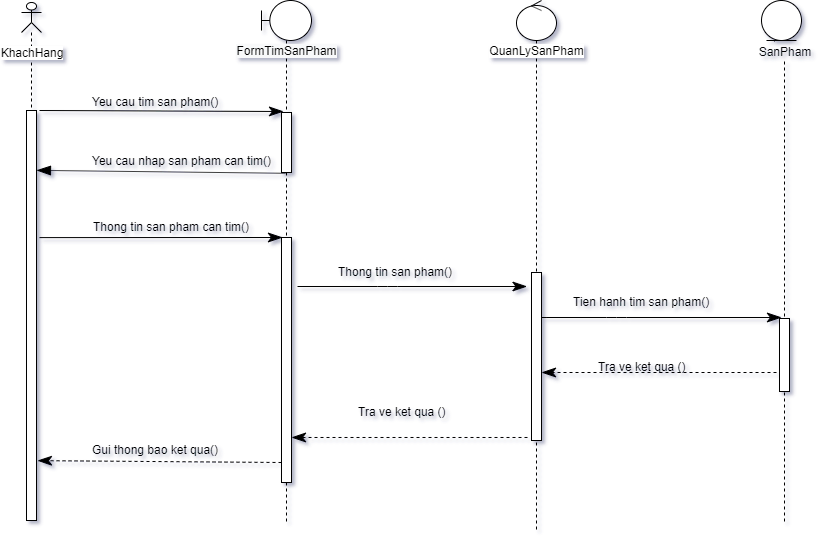 KhachHang
FormTimSanPham
QuanLySanPham
SanPham
Yeu cau tim san pham()
Yeu cau nhap san pham can tim()
Thong tin san pham can tim()
Thong tin san pham()
Tien hanh tim san pham()
Tra ve ket qua ()
Tra ve ket qua ()
Gui thong bao ket qua()